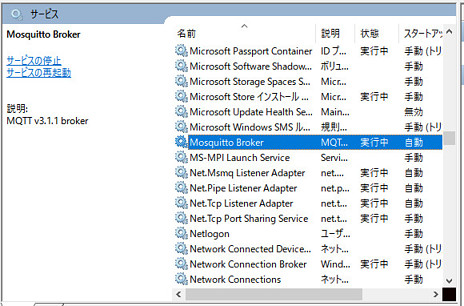 サービス
Mosquitto Broker
サービスの停止
サービスの再起動
説明:
MQTT v3.1.1 broker
名前 説明 状態 スタートアッ
Microsoft Passport Container IDプ... 実行中 手動 (トリ
Microsoft Software Shadow... ボリュ... 手動
Microsoft Storage Spaces S... Micr... 手動
Microsoft Store インストール ... Micr... 実行中 手動
Microsoft Update Health Se... Main... 無効
Microsoft Windows SMS ル... 規則... 手動 (トリ
Mosquitto Broker MQT... 実行中 自動
MS-MPI Launch Service Servi... 手動
Net.Msmq Listener Adapter net.... 実行中 自動
Net.Pipe Listener Adapter net.p... 実行中 自動
Net.Tcp Listener Adapter net.... 実行中 自動
Net.Tcp Port Sharing Service net.... 実行中 手動
Netlogon ユーザ... 手動
Network Connected Device... ネット... 手動 (トリ
Network Connection Broker Wind... 実行中 手動 (トリ
Network Connections ネット... 手動